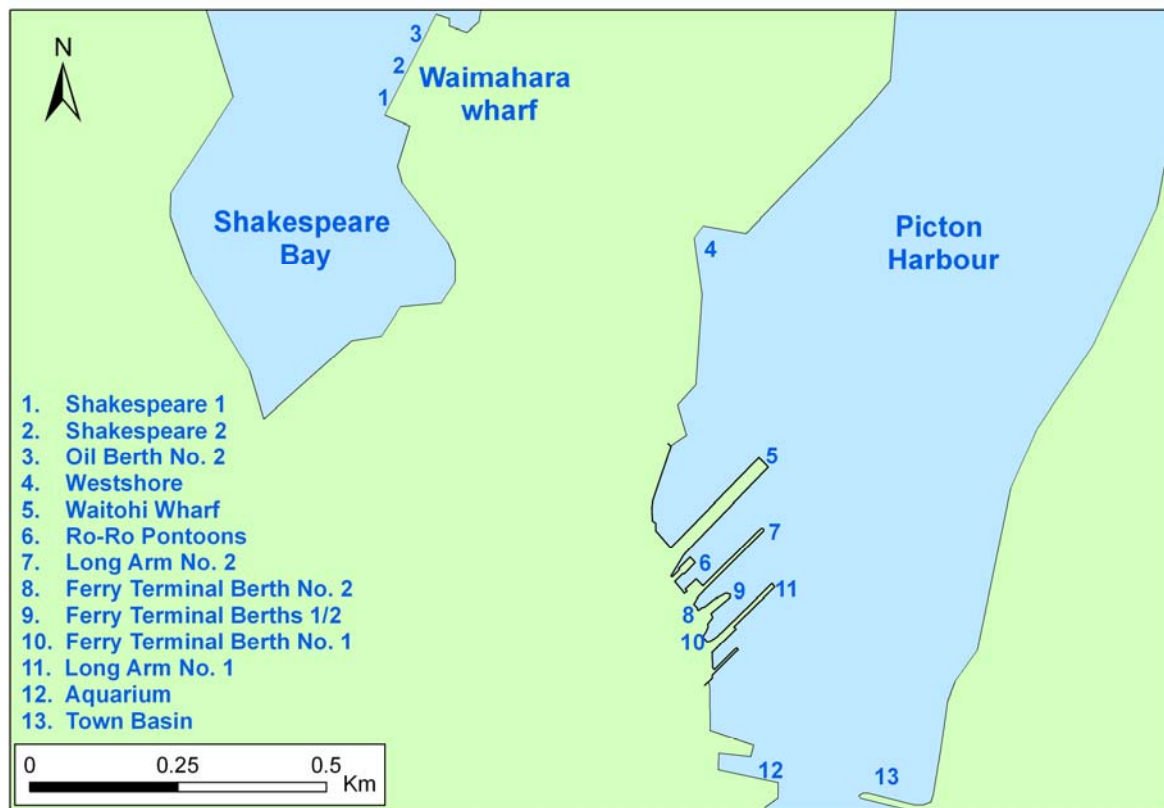 N
3
2
1
Waimahara
wharf
Shakespeare
Bay
Picton
Harbour
4
5
6
7
8
9
10
11
12
13
1. Shakespeare 1
2. Shakespeare 2
3. Oil Berth No. 2
4. Westshore
5. Waitohi Wharf
6. Ro-Ro Pontoons
7. Long Arm No. 2
8. Ferry Terminal Berth No. 2
9. Ferry Terminal Berths 1/2
10. Ferry Terminal Berth No. 1
11. Long Arm No. 1
12. Aquarium
13. Town Basin
0 0.25 0.5
Km